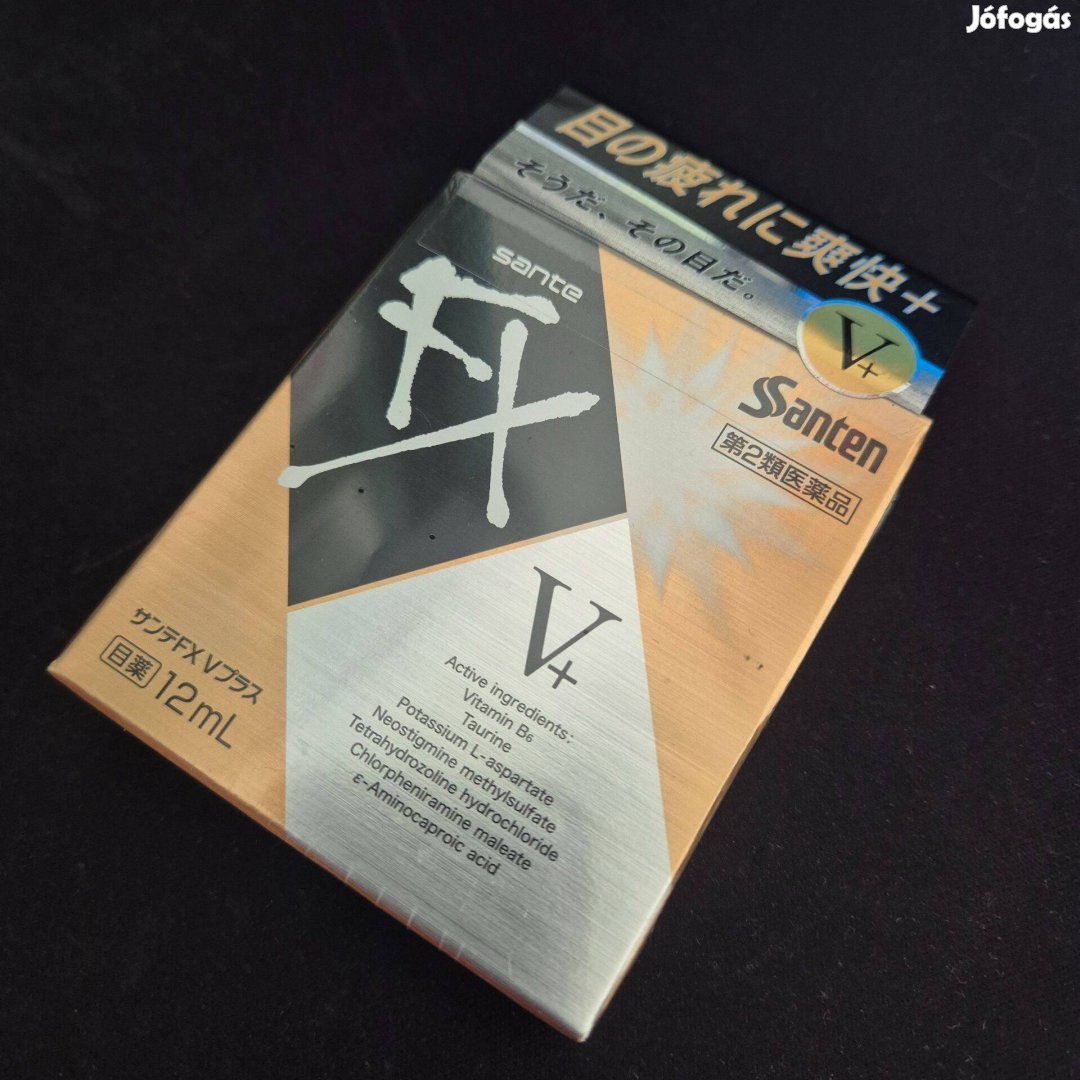 Jófogás
目の疲れに爽快+
そうだ、その目だ。
V+
sante
FX
Santen
第2類医薬品
V+
サンテFX Vプラス
目薬 12mL
Active ingredients:
Vitamin B₆
Taurine
Potassium L-aspartate
Neostigmine methylsulfate
Tetrahydrozoline hydrochloride
Chlorpheniramine maleate
ε-Aminocaproic acid